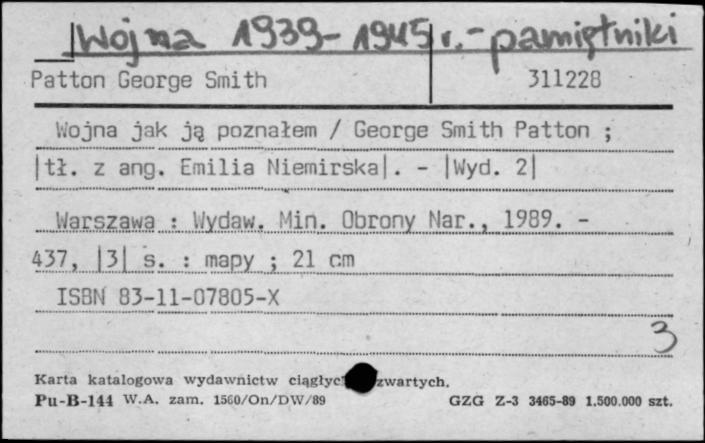 Wojna 1939-1945 r. - pamiętniki
Patton George Smith 311228
Wojna jak ją poznałem / George Smith Patton ;
|tł. z ang. Emilia Niemirska|. - |Wyd. 2|
Warszawa : Wydaw. Min. Obrony Nar., 1989. -
437, |3| s. : mapy ; 21 cm
ISBN 83-11-07805-X
3
Karta katalogowa wydawnictw zwartych.
Pu-B-144 W.A. zam. 1560/On/DW/89 GZG Z-3 3465-89 1.500.000 szt.